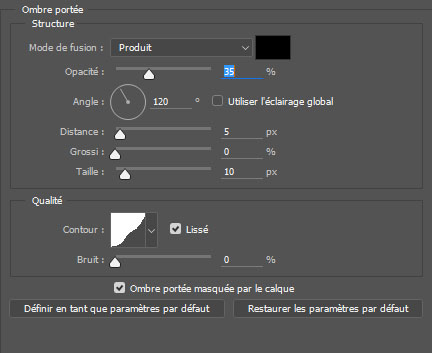 Ombre portée
Structure
Mode de fusion : Produit
Opacité : 35 %
Angle : 120 ° Utiliser l'éclairage global
Distance : 5 px
Grossi : 0 %
Taille : 10 px
Qualité
Contour : Lissé
Bruit : 0 %
Ombre portée masquée par le calque
Définir en tant que paramètres par défaut Restaurer les paramètres par défaut